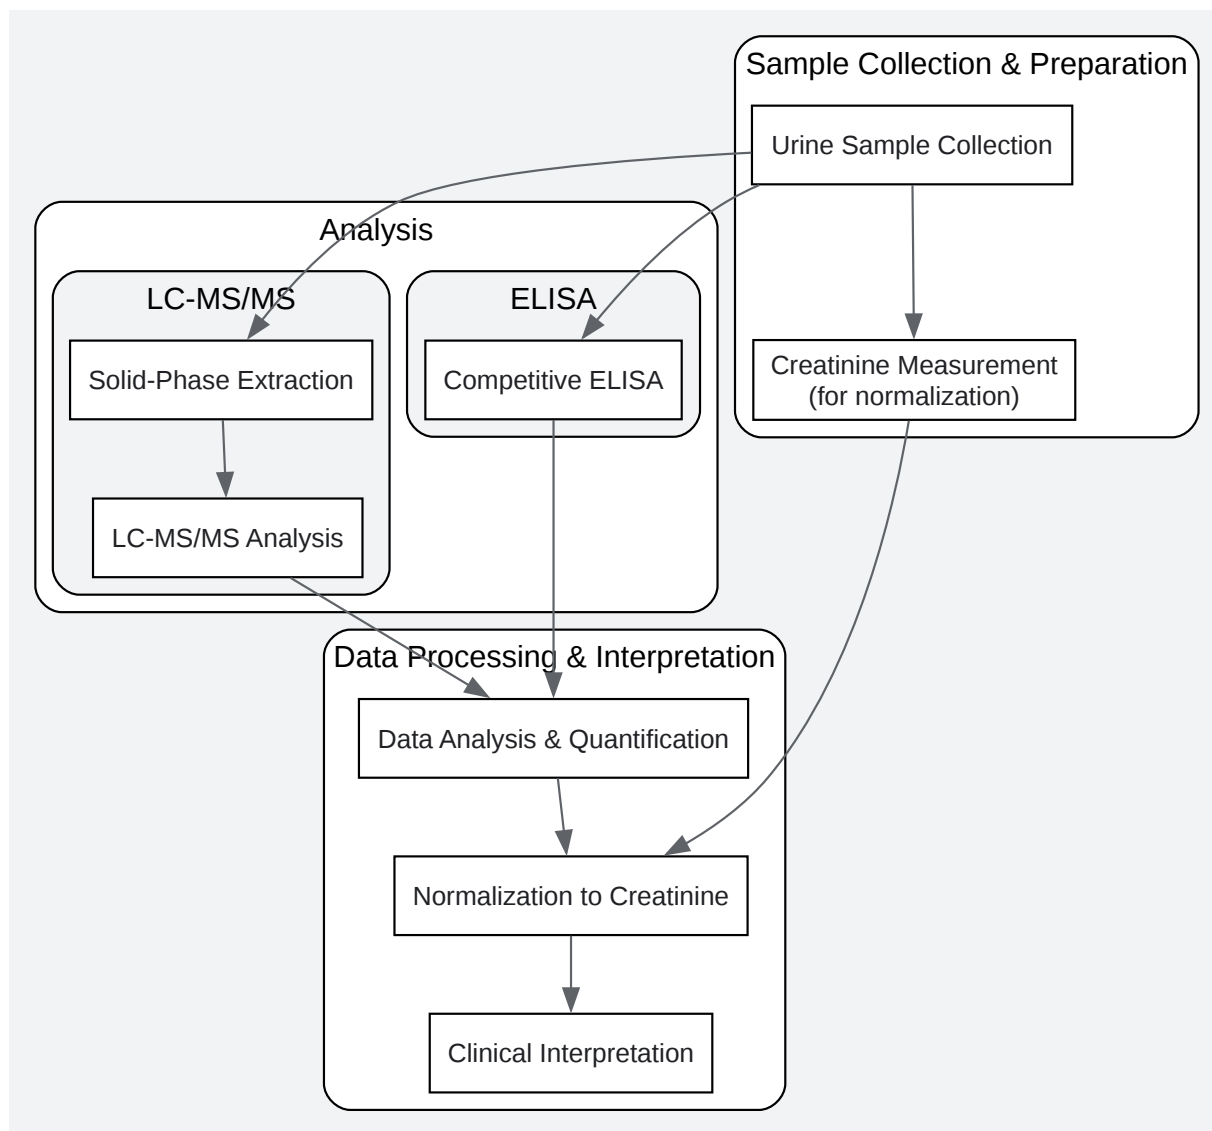 Sample Collection & Preparation
Urine Sample Collection
Analysis
LC-MS/MS
ELISA
Solid-Phase Extraction
Competitive ELISA
Creatinine Measurement
(for normalization)
LC-MS/MS Analysis
Data Processing & Interpretation
Data Analysis & Quantification
Normalization to Creatinine
Clinical Interpretation